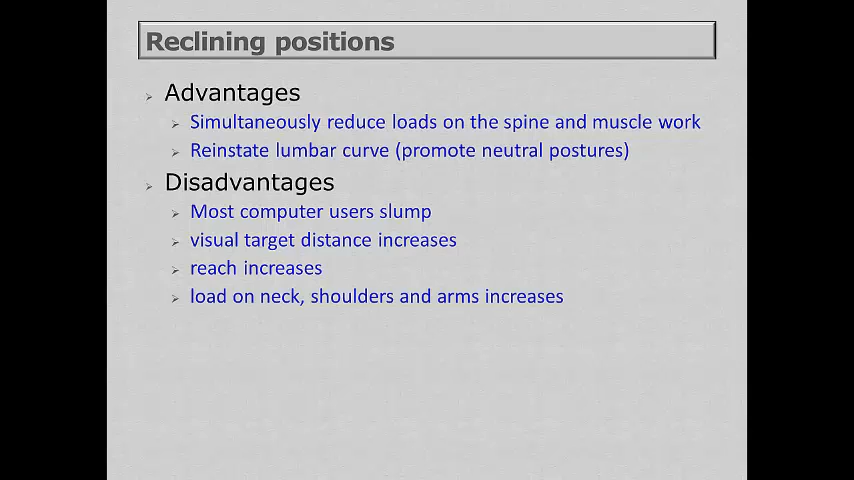 Reclining positions
Advantages
Simultaneously reduce loads on the spine and muscle work
Reinstate lumbar curve (promote neutral postures)
Disadvantages
Most computer users slump
visual target distance increases
reach increases
load on neck, shoulders and arms increases